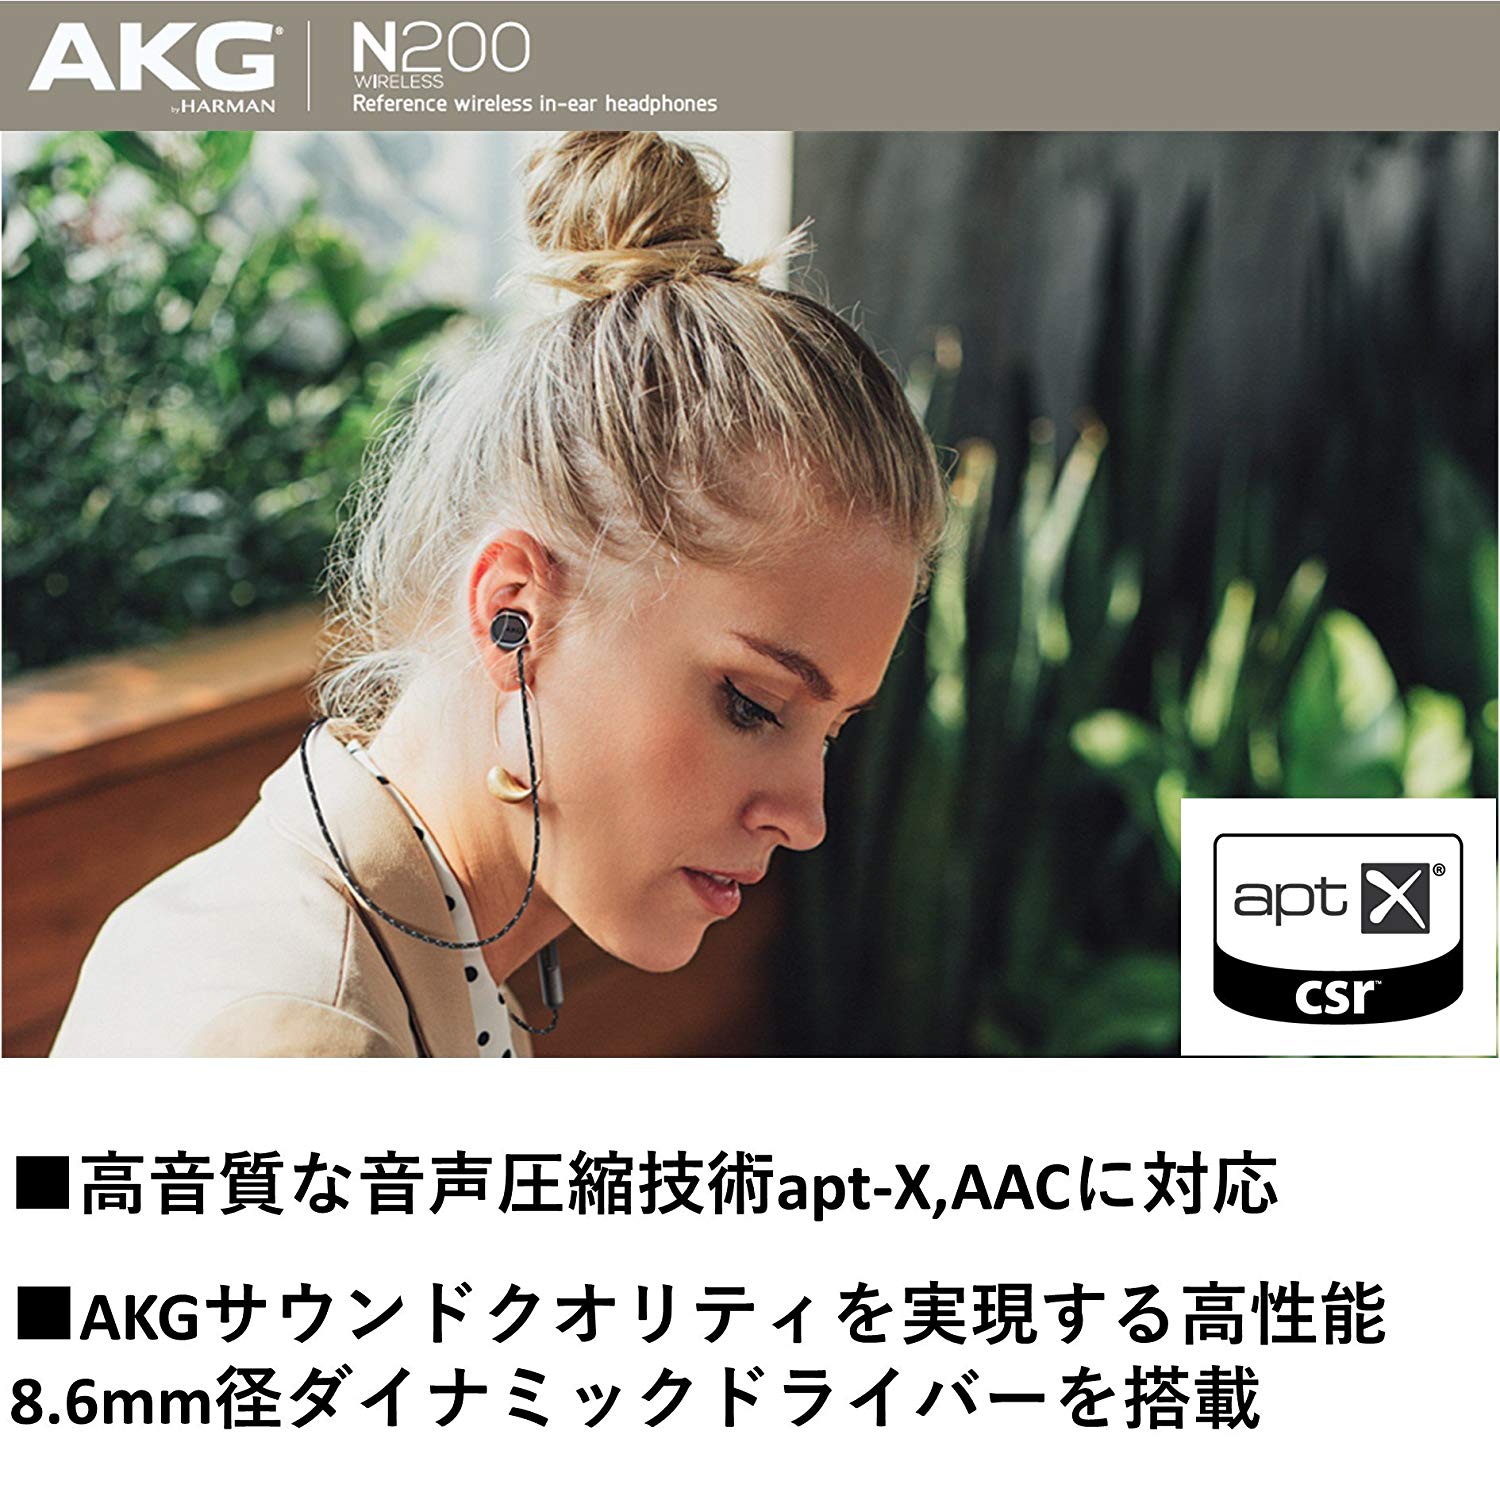 AKG®
by HARMAN
N200
WIRELESS
Reference wireless in-ear headphones
AKG
aptX®
csr™
■高音質な音声圧縮技術apt-X,AACに対応
■AKGサウンドクオリティを実現する高性能
8.6mm径ダイナミックドライバーを搭載